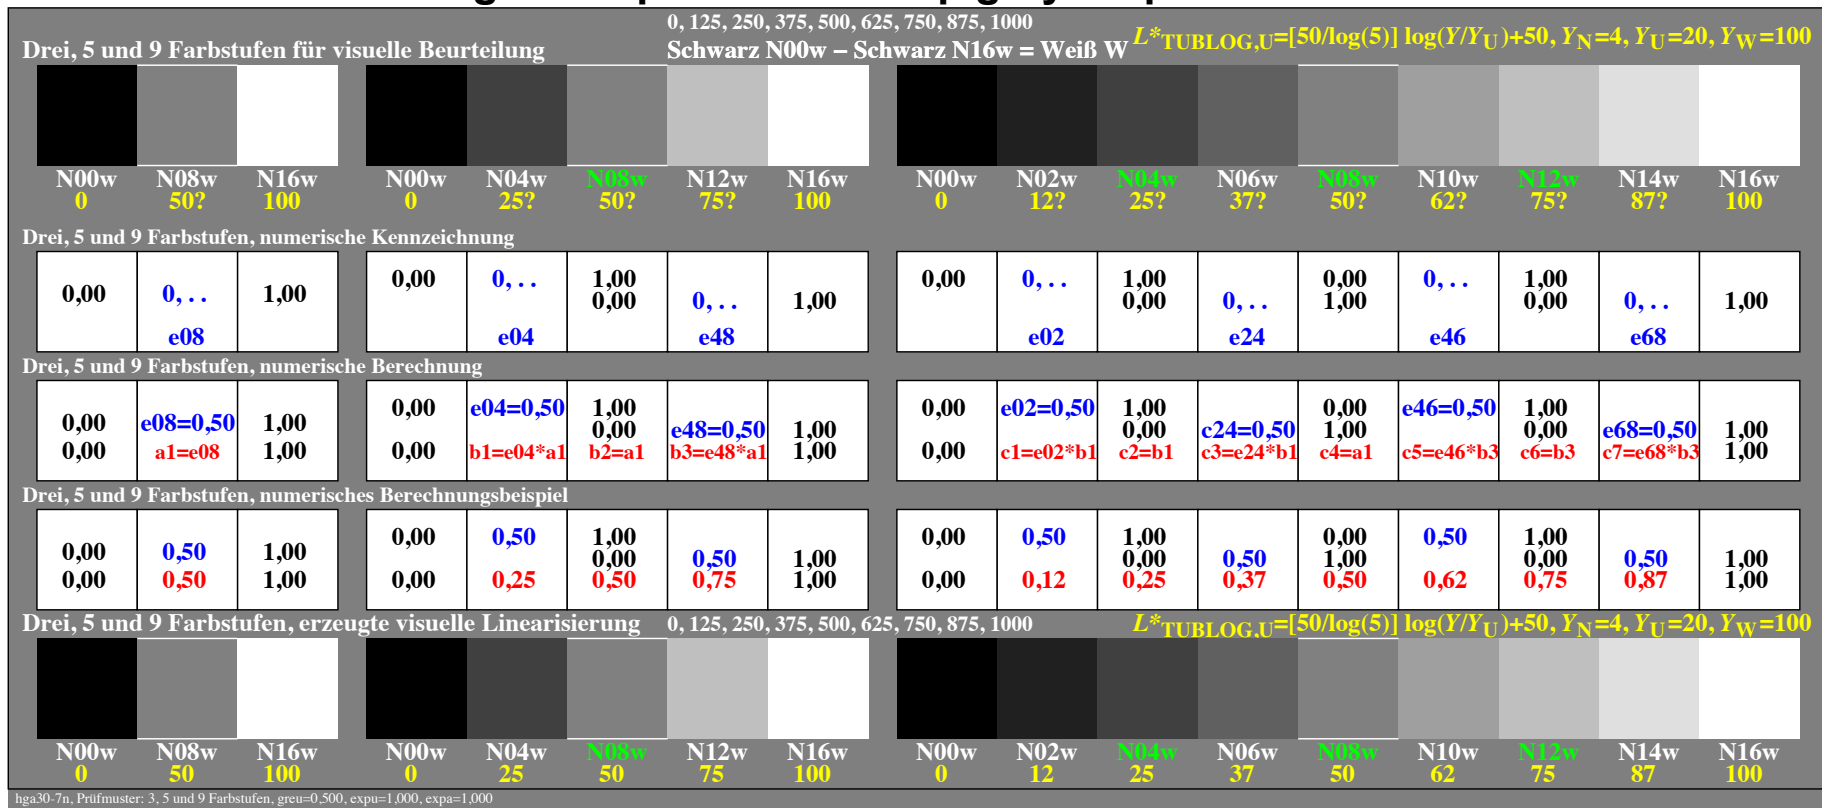 0, 125, 250, 375, 500, 625, 750, 875, 1000
Drei, 5 und 9 Farbstufen für visuelle Beurteilung Schwarz N00w – Schwarz N16w = Weiß W L*TUBLOG,U=[50/log(5)] log(Y/YU)+50, YN=4, YU=20, YW=100
N00w N08w N16w N00w N04w N08w N12w N16w N00w N02w N04w N06w N08w N10w N12w N14w N16w
0 50? 100 0 25? 50? 75? 100 0 12? 25? 37? 50? 62? 75? 87? 100
Drei, 5 und 9 Farbstufen, numerische Kennzeichnung
0,00 0, . . 1,00 0,00 0, . . 1,00 0,00 0, . . 1,00 0,00 0, . . 1,00 0,00 0, . . 0,00 1,00 0, . . 1,00 0,00 0, . . 1,00
e08 e04 e48 e02 e24 e46 e68
Drei, 5 und 9 Farbstufen, numerische Berechnung
0,00 e04=0,50 1,00 0,00 e02=0,50 1,00 0,00 e46=0,50 1,00
0,00 e08=0,50 1,00 0,00 e48=0,50 1,00 0,00 c24=0,50 1,00 0,00 e68=0,50 1,00
0,00 a1=e08 1,00 0,00 b1=e04*a1 b2=a1 b3=e48*a1 1,00 0,00 c1=e02*b1 c2=b1 c3=e24*b1 c4=a1 c5=e46*b3 c6=b3 c7=e68*b3 1,00
Drei, 5 und 9 Farbstufen, numerisches Berechnungsbeispiel
0,00 0,50 1,00 0,00 0,50 1,00 0,00 0,50 1,00
0,00 0,50 1,00 0,00 0,50 1,00 0,00 0,50 1,00 0,00 0,50 1,00
0,00 0,50 1,00 0,00 0,25 0,50 0,75 1,00 0,00 0,12 0,25 0,37 0,50 0,62 0,75 0,87 1,00
Drei, 5 und 9 Farbstufen, erzeugte visuelle Linearisierung 0, 125, 250, 375, 500, 625, 750, 875, 1000 L*TUBLOG,U=[50/log(5)] log(Y/YU)+50, YN=4, YU=20, YW=100
N00w N08w N16w N00w N04w N08w N12w N16w N00w N02w N04w N06w N08w N10w N12w N14w N16w
0 50 100 0 25 50 75 100 0 12 25 37 50 62 75 87 100
hga30-7n, Prüfmuster: 3, 5 und 9 Farbstufen, greu=0,500, expu=1,000, expa=1,000